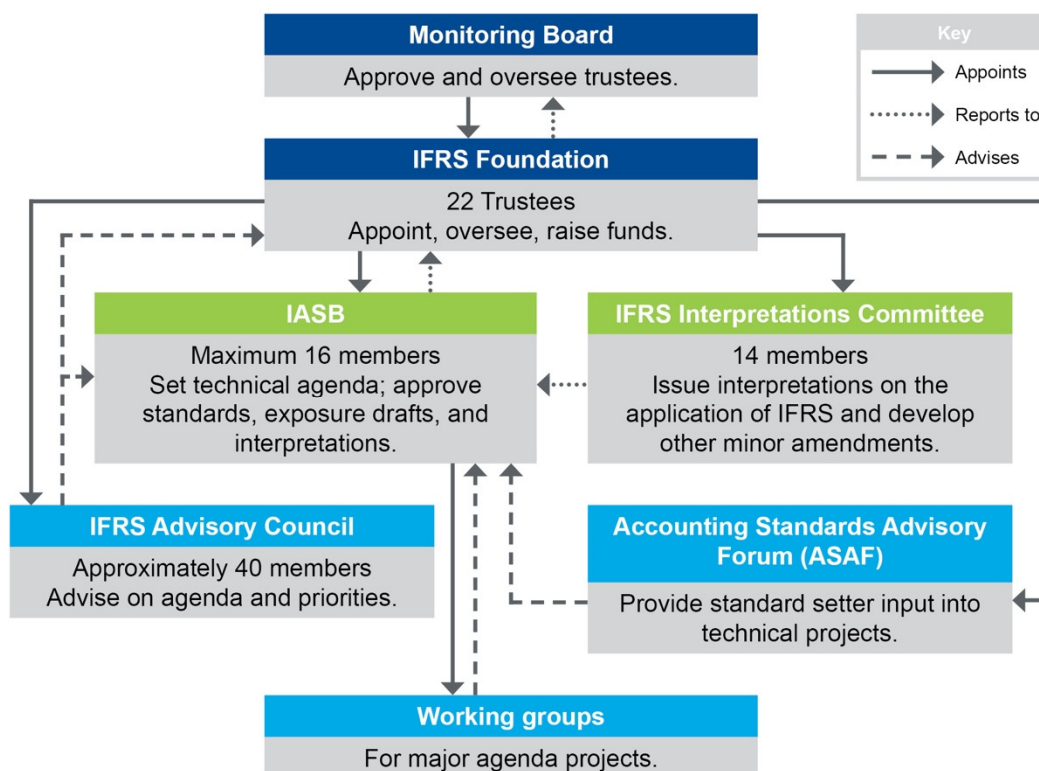 Monitoring Board
Approve and oversee trustees.
Key
Appoints
Reports to
Advises
IFRS Foundation
22 Trustees
Appoint, oversee, raise funds.
IASB
Maximum 16 members
Set technical agenda; approve
standards, exposure drafts, and
interpretations.
IFRS Interpretations Committee
14 members
Issue interpretations on the
application of IFRS and develop
other minor amendments.
IFRS Advisory Council
Approximately 40 members
Advise on agenda and priorities.
Accounting Standards Advisory
Forum (ASAF)
Provide standard setter input into
technical projects.
Working groups
For major agenda projects.